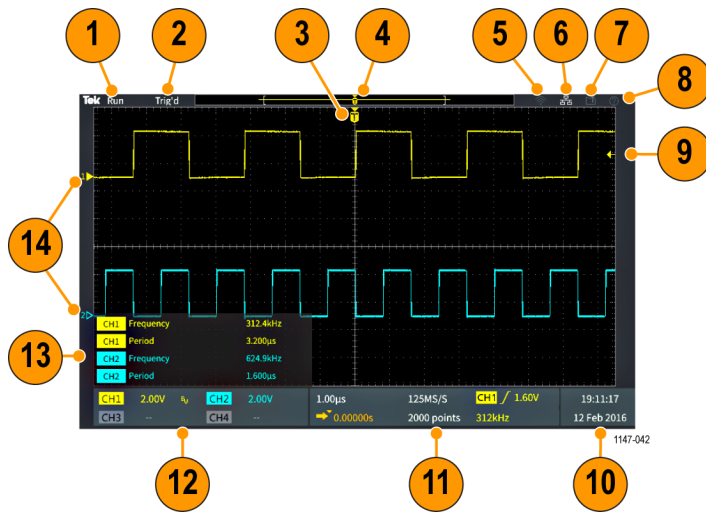 1 2 3 4 5 6 7
8
Tek Run Trig'd
T
9
1
14
2
CH1 Frequency 312.4kHz
CH1 Period 3.200µs
CH2 Frequency 624.9kHz
CH2 Period 1.600µs
13
CH1 2.00V CH2 2.00V 1.00µs 125MS/S CH1 1.60V 19:11:17
CH3 -- CH4 -- 0.00000s 2000 points 312kHz 12 Feb 2016
1147-042
12 11 10